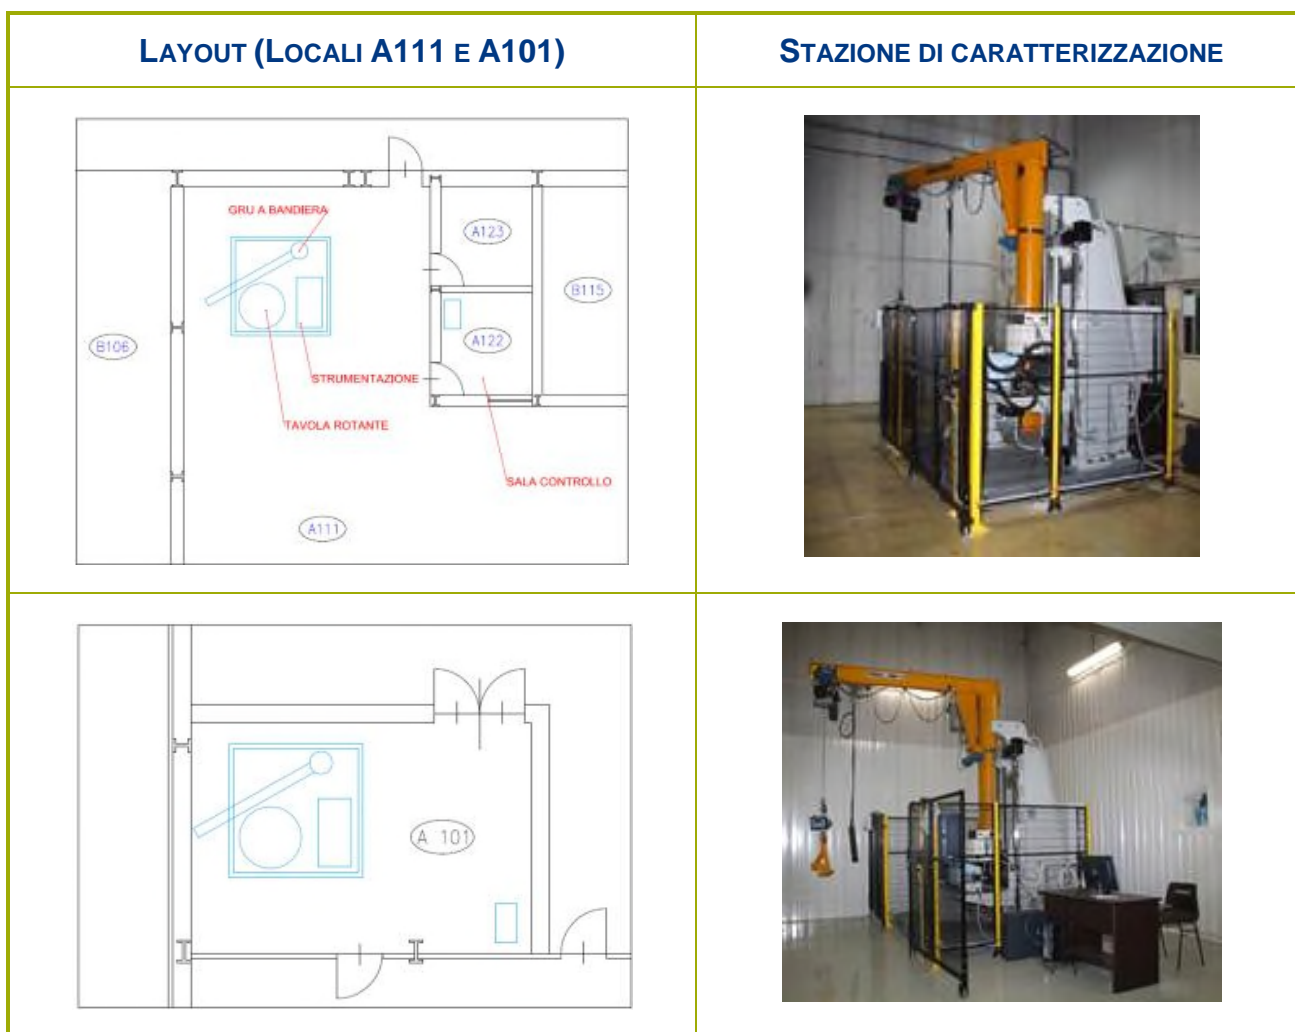 LAYOUT (LOCALI A111 E A101)
STAZIONE DI CARATTERIZZAZIONE
GRU A BANDIERA
A123
B115
A122
B106
STRUMENTAZIONE
TAVOLA ROTANTE
SALA CONTROLLO
A111
A 101